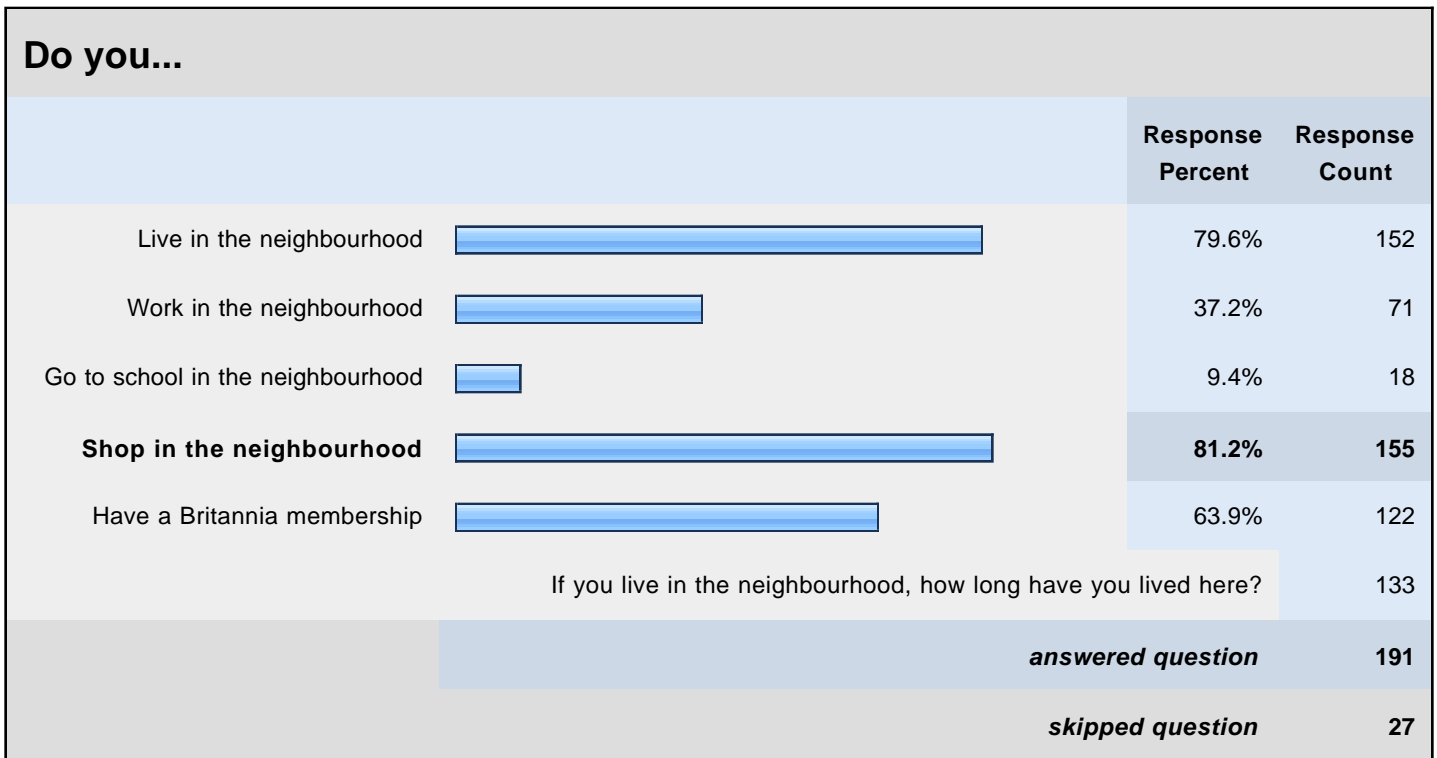 Do you...
Response Percent Response Count
Live in the neighbourhood 79.6% 152
Work in the neighbourhood 37.2% 71
Go to school in the neighbourhood 9.4% 18
Shop in the neighbourhood 81.2% 155
Have a Britannia membership 63.9% 122
If you live in the neighbourhood, how long have you lived here? 133
answered question 191
skipped question 27